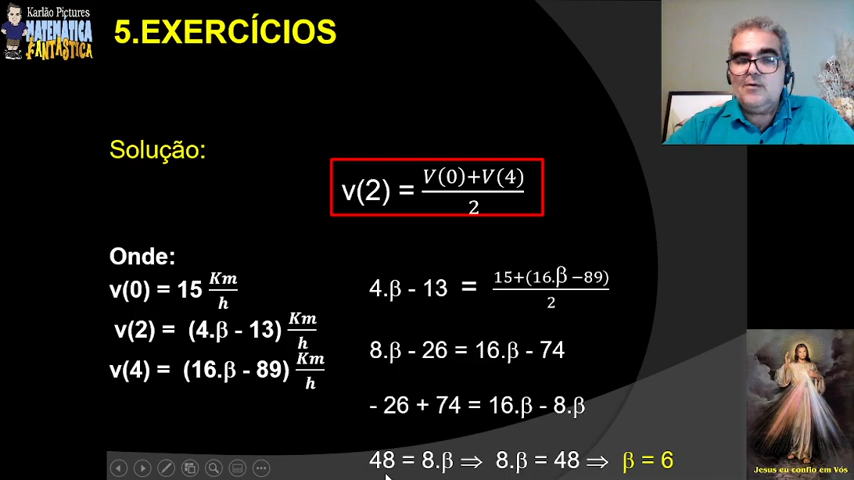 Karlão Pictures
MATEMÁTICA
FANTÁSTICA
5.EXERCÍCIOS
Solução:
v(2) = (V(0)+V(4))/2
Onde:
v(0) = 15 Km/h
v(2) = (4.β - 13) Km/h
v(4) = (16.β - 89) Km/h
4.β - 13 = (15+(16.β −89))/2
8.β - 26 = 16.β - 74
- 26 + 74 = 16.β - 8.β
48 = 8.β ⇒ 8.β = 48 ⇒ β = 6
Jesus eu confio em Vós